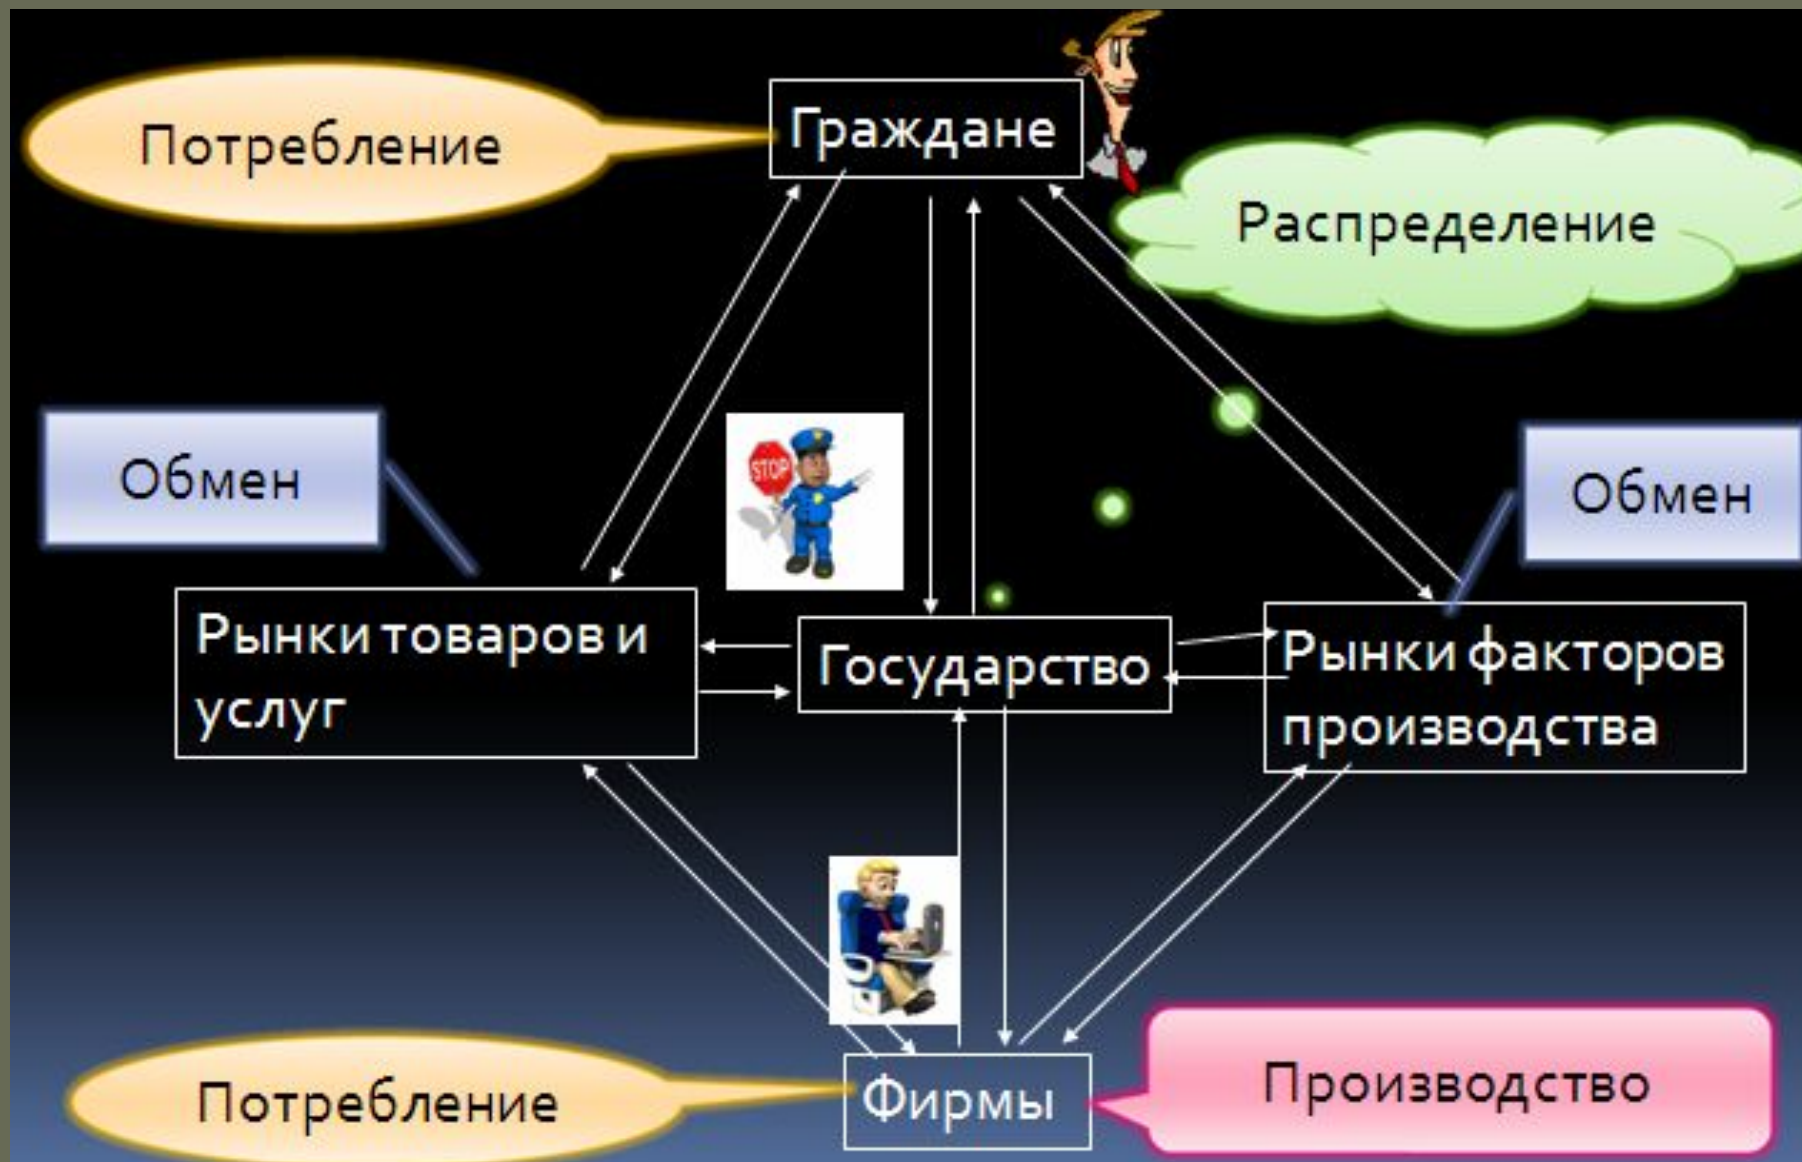 Граждане
Потребление
Распределение
Обмен
STOP
Обмен
Рынки товаров и
услуг
Государство
Рынки факторов
производства
Фирмы
Потребление
Производство